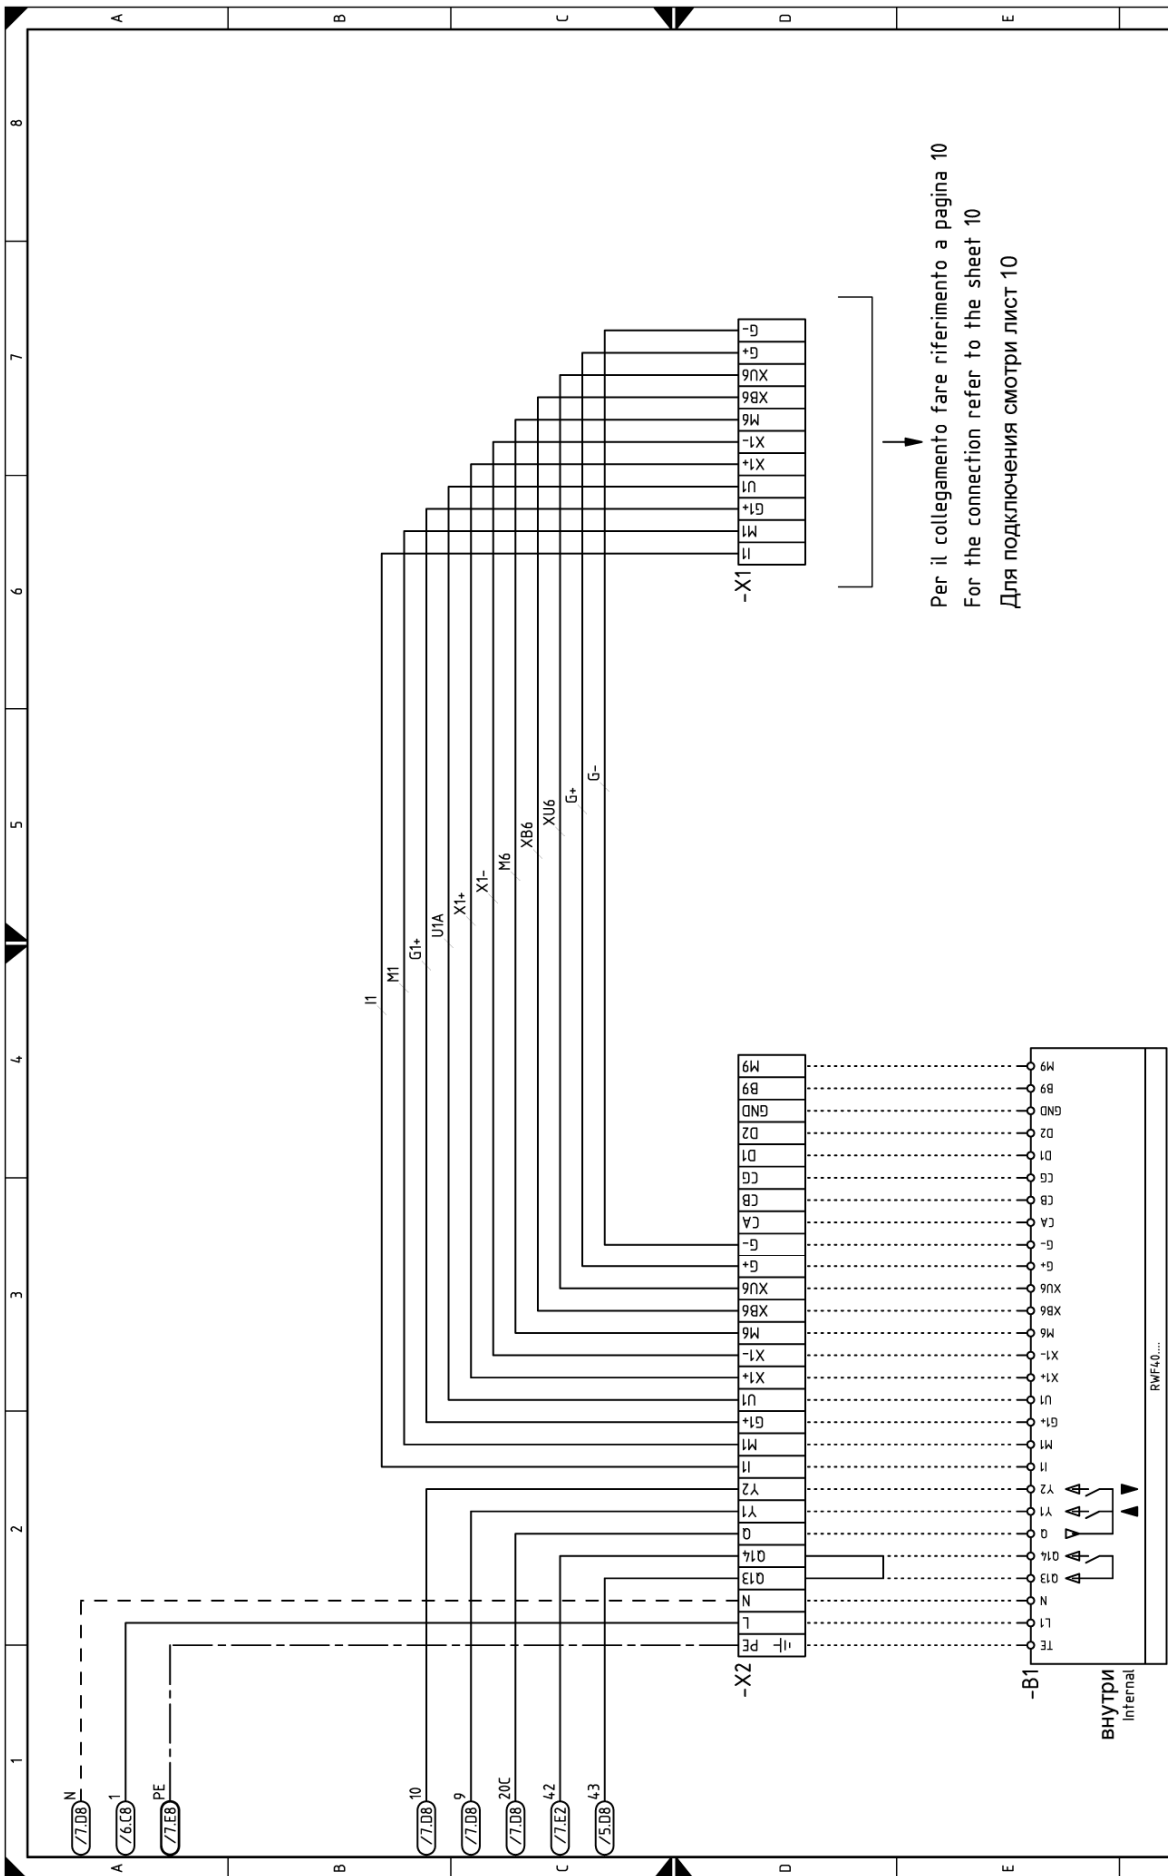 A
B
C
D
E
8
7
6
5
4
3
2
1
N
/7.D8
1
/6.C8
PE
/7.E8
10
/7.D8
9
/7.D8
20C
/7.D8
42
/7.E2
43
/5.D8
I1
M1
G1+
U1A
X1+
X1-
M6
XB6
XU6
G+
G-
-X1
I1
M1
G1+
U1
X1+
X1-
M6
XB6
XU6
G+
G-
Per il collegamento fare riferimento a pagina 10
For the connection refer to the sheet 10
Для подключения смотри лист 10
-X2
PE
L
N
Q13
Q14
Q
Y1
Y2
I1
M1
G1+
U1
X1+
X1-
M6
XB6
XU6
G+
G-
CA
CB
CG
D1
D2
GND
B9
M9
-B1
внутри
Internal
TE
L1
N
Q13
Q14
Q
Y1
Y2
I1
M1
G1+
U1
X1+
X1-
M6
XB6
XU6
G+
G-
CA
CB
CG
D1
D2
GND
B9
M9
RWF40....
A
B
C
D
E